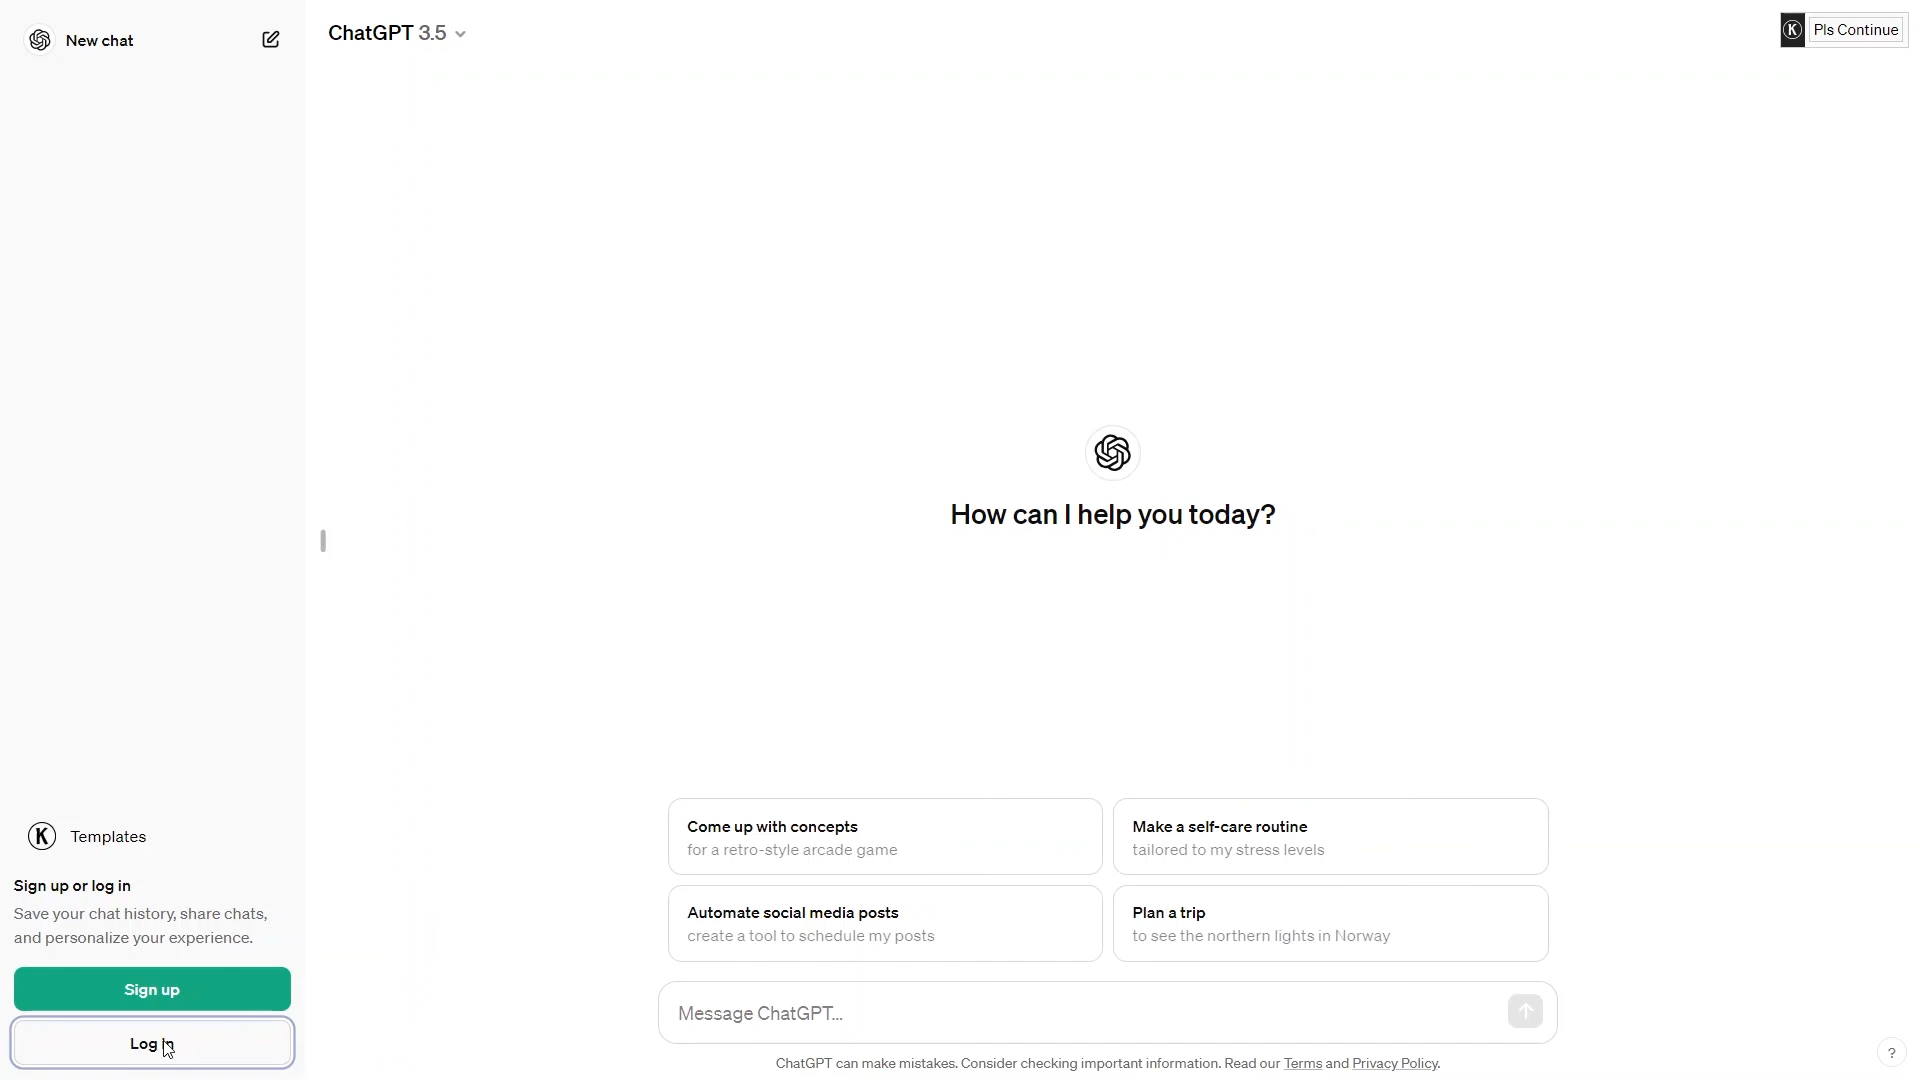 New chat
ChatGPT 3.5
K Pls Continue
How can I help you today?
Come up with concepts
for a retro-style arcade game
Make a self-care routine
tailored to my stress levels
Automate social media posts
create a tool to schedule my posts
Plan a trip
to see the northern lights in Norway
K Templates
Sign up or log in
Save your chat history, share chats,
and personalize your experience.
Sign up
Log in
Message ChatGPT...
ChatGPT can make mistakes. Consider checking important information. Read our Terms and Privacy Policy.
?